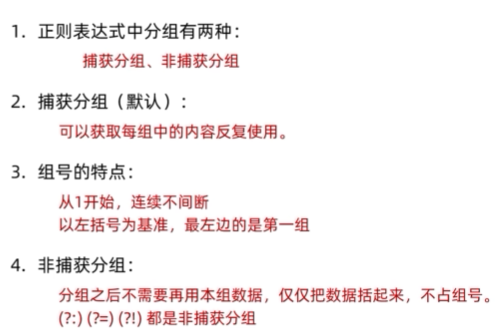 1. 正则表达式中分组有两种：
捕获分组、非捕获分组
2. 捕获分组（默认）：
可以获取每组中的内容反复使用。
3. 组号的特点：
从1开始，连续不间断
以左括号为基准，最左边的是第一组
4. 非捕获分组：
分组之后不需要再用本组数据，仅仅把数据括起来，不占组号。
(?:) (?=) (?!) 都是非捕获分组